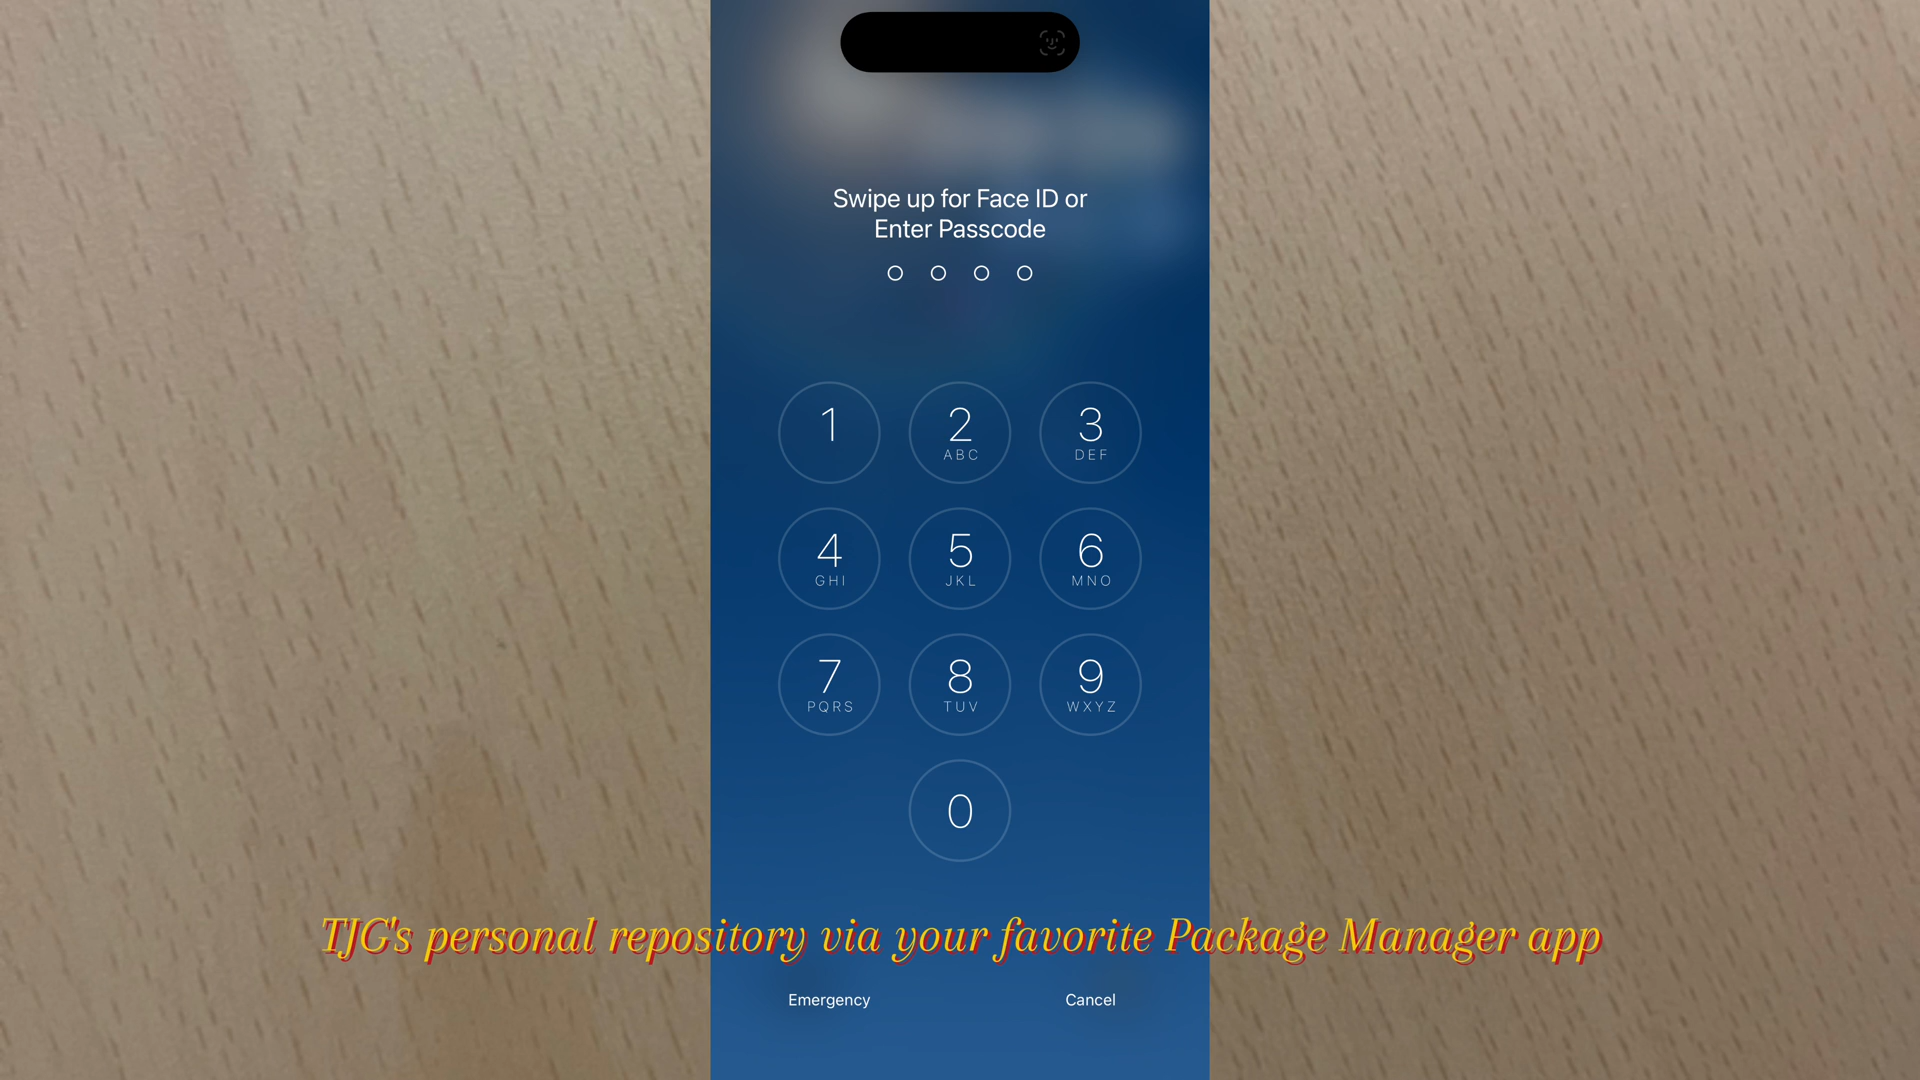 Swipe up for Face ID or
Enter Passcode
1
2
ABC
3
DEF
4
GHI
5
JKL
6
MNO
7
PQRS
8
TUV
9
WXYZ
0
TJG's personal repository via your favorite Package Manager app
Emergency
Cancel